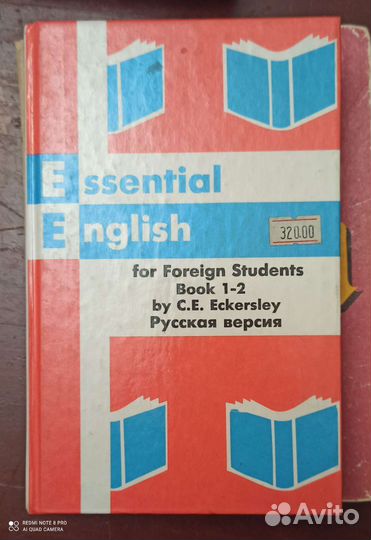 Essential
English
320.00
for Foreign Students
Book 1-2
by C.E. Eckersley
Русская версия
REDMI NOTE 8 PRO
AI QUAD CAMERA
Avito